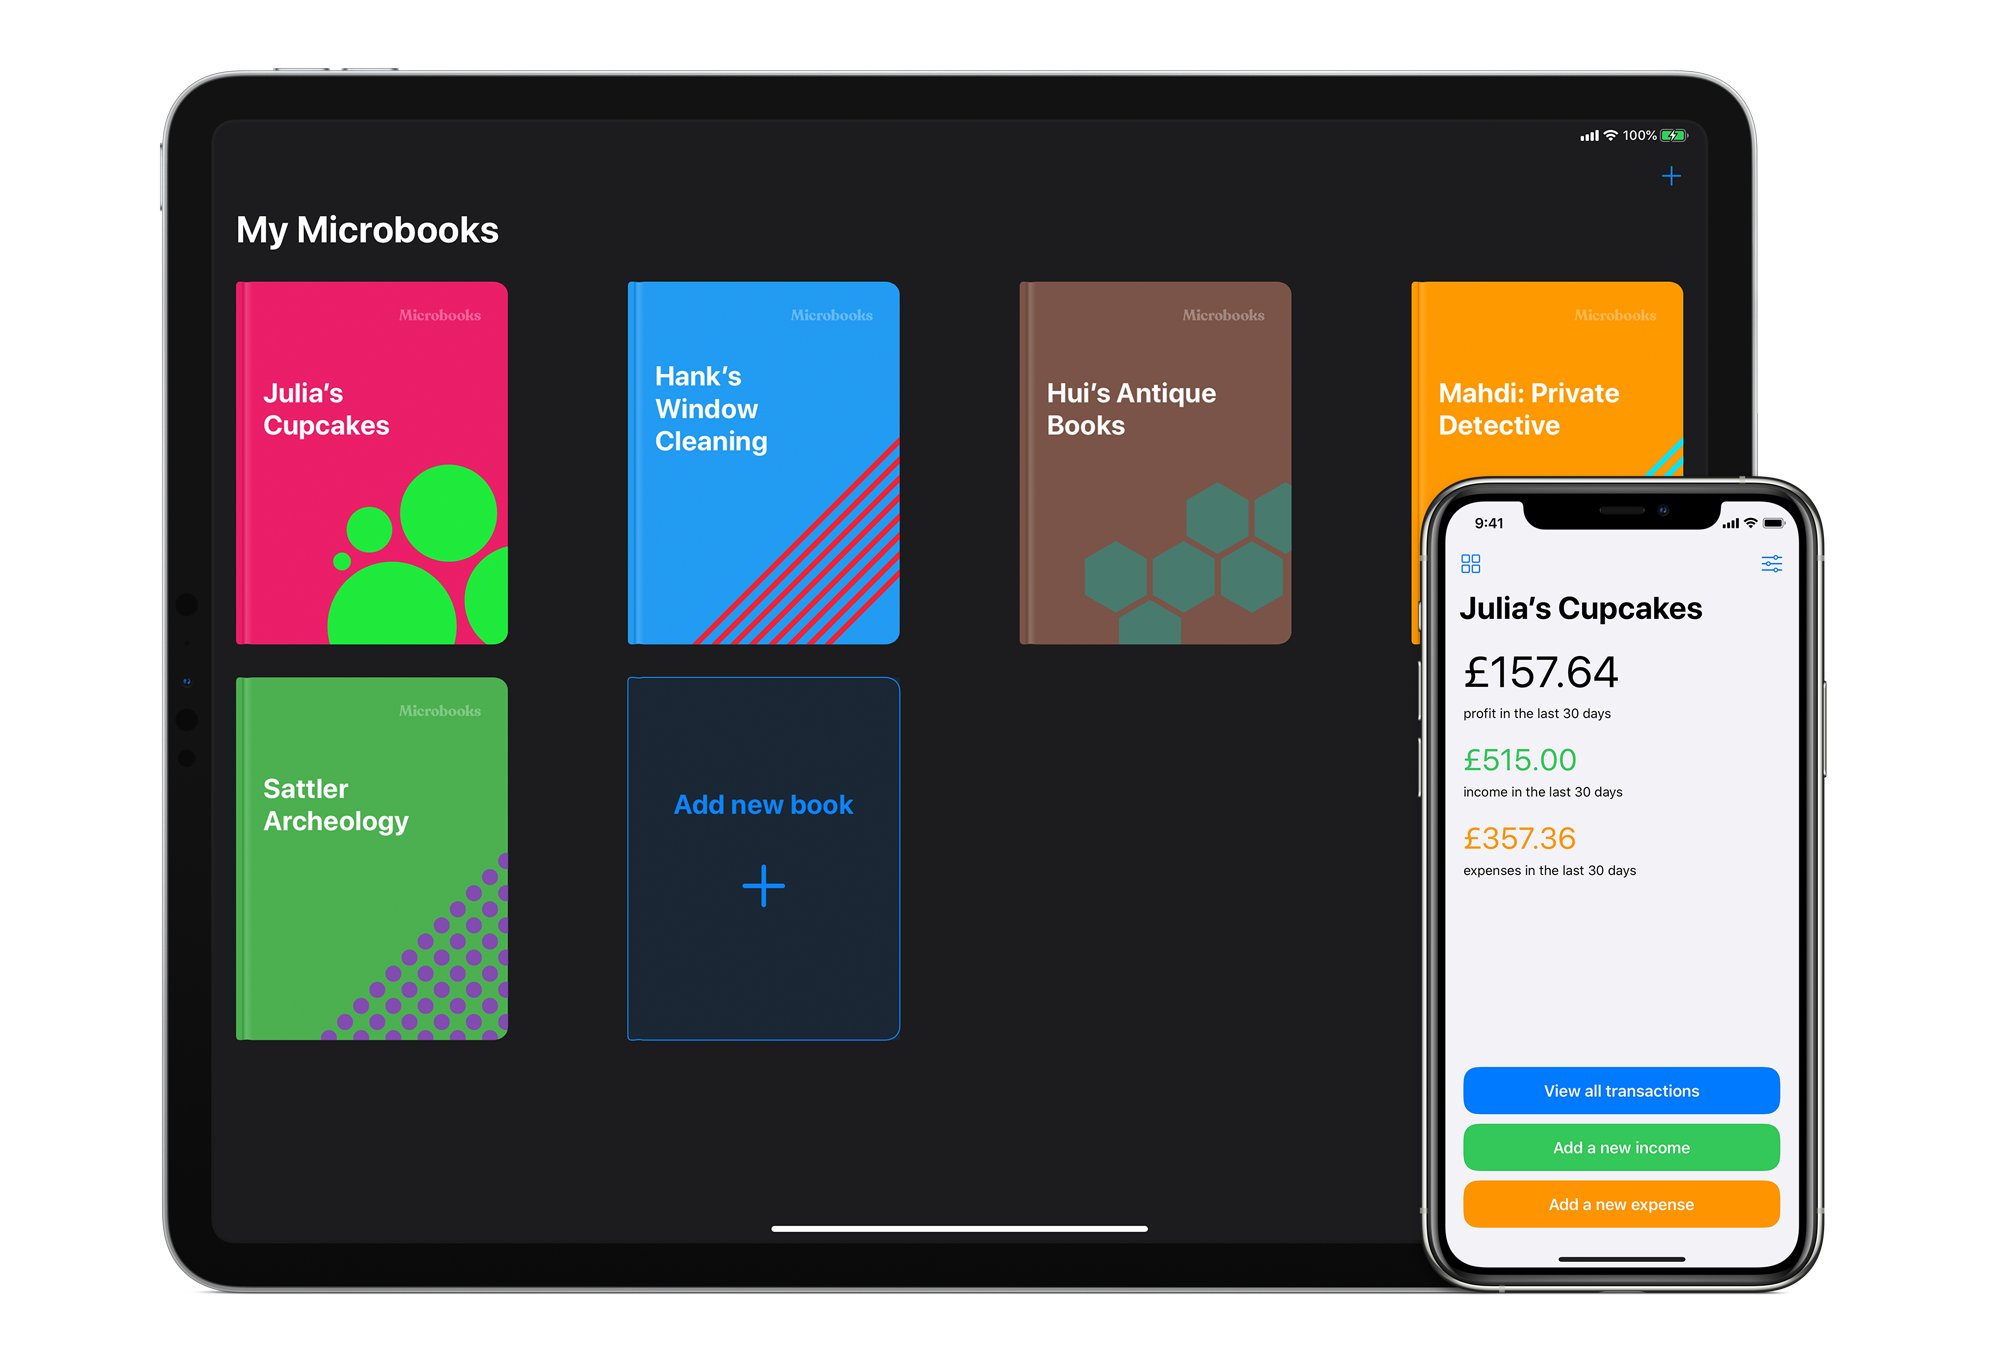 100%
My Microbooks
Microbooks
Julia’s
Cupcakes
Microbooks
Hank’s
Window
Cleaning
Microbooks
Hui’s Antique
Books
Microbooks
Mahdi: Private
Detective
Microbooks
Sattler
Archeology
Add new book
9:41
Julia’s Cupcakes
£157.64
profit in the last 30 days
£515.00
income in the last 30 days
£357.36
expenses in the last 30 days
View all transactions
Add a new income
Add a new expense